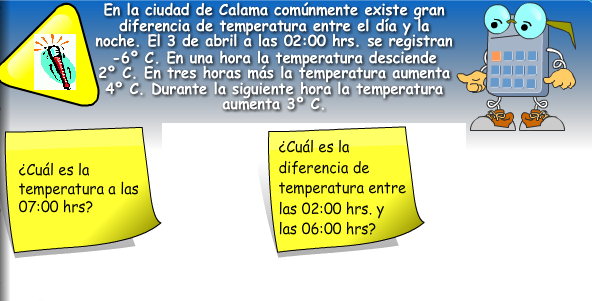 En la ciudad de Calama comúnmente existe gran
diferencia de temperatura entre el día y la
noche. El 3 de abril a las 02:00 hrs. se registran
-6° C. En una hora la temperatura desciende
2° C. En tres horas más la temperatura aumenta
4° C. Durante la siguiente hora la temperatura
aumenta 3° C.
¿Cuál es la
temperatura a las
07:00 hrs?
¿Cuál es la
diferencia de
temperatura entre
las 02:00 hrs. y
las 06:00 hrs?